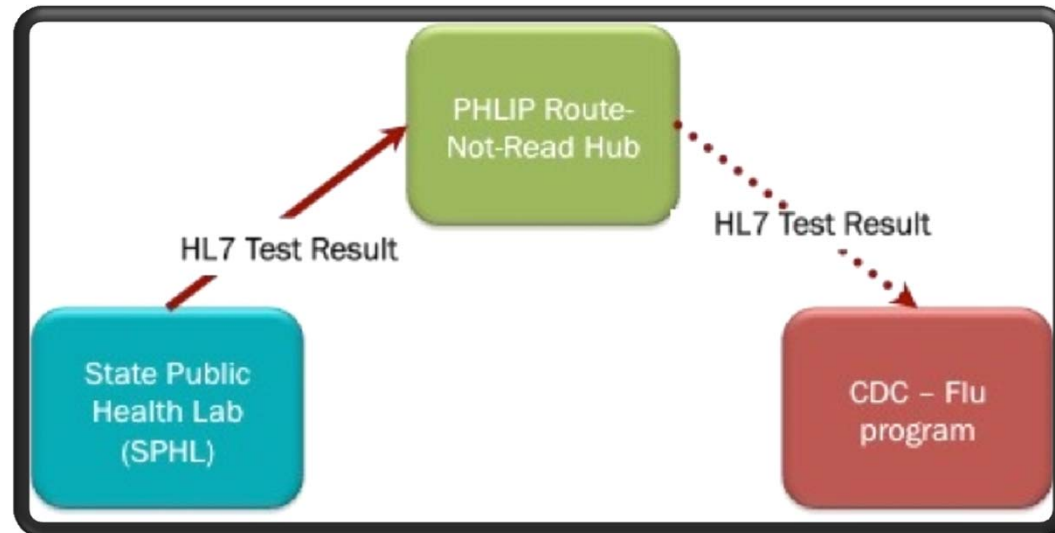 PHLIP Route-
Not-Read Hub
HL7 Test Result
HL7 Test Result
State Public
Health Lab
(SPHL)
CDC – Flu
program